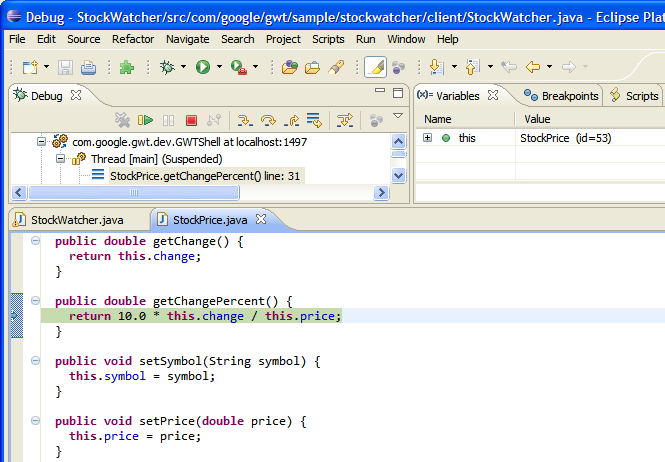 Debug - StockWatcher/src/com/google/gwt/sample/stockwatcher/client/StockWatcher.java - Eclipse Plat
File Edit Source Refactor Navigate Search Project Scripts Run Window Help
Debug
Variables Breakpoints Scripts
com.google.gwt.dev.GWTShell at localhost:1497
Thread [main] (Suspended)
StockPrice.getChangePercent() line: 31
Name Value
this StockPrice (id=53)
StockWatcher.java StockPrice.java
public double getChange() {
return this.change;
}
public double getChangePercent() {
return 10.0 * this.change / this.price;
}
public void setSymbol(String symbol) {
this.symbol = symbol;
}
public void setPrice(double price) {
this.price = price;
}